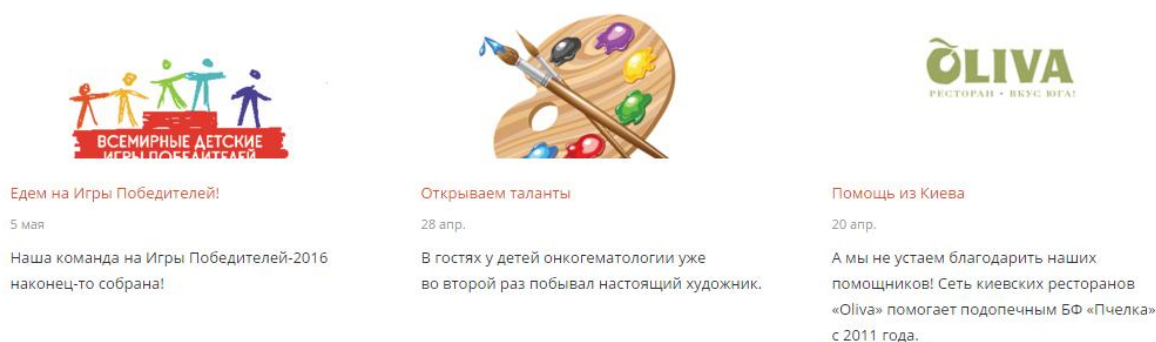 ВСЕМИРНЫЕ ДЕТСКИЕ
ИГРЫ ПОБЕДИТЕЛЕЙ
Едем на Игры Победителей!
5 мая
Наша команда на Игры Победителей-2016
наконец-то собрана!
Открываем таланты
28 апр.
В гостях у детей онкогематологии уже
во второй раз побывал настоящий художник.
ÕLIVA
РЕСТОРАН • ВКУС ЮГА!
Помощь из Киева
20 апр.
А мы не устаем благодарить наших
помощников! Сеть киевских ресторанов
«Oliva» помогает подопечным БФ «Пчелка»
с 2011 года.